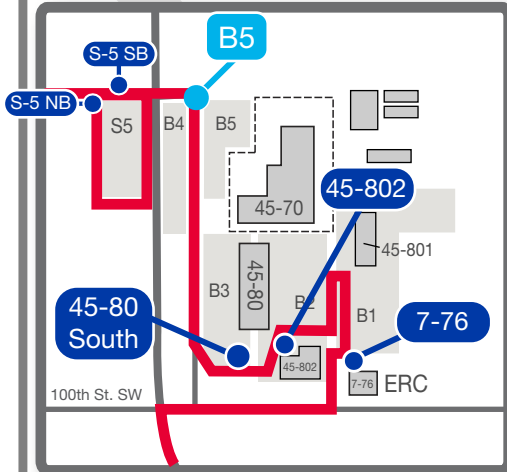 S-5 SB
B5
S-5 NB
S5
B4
B5
45-802
45-70
45-801
B3
45-80
B2
B1
45-80
South
7-76
45-802
7-76
ERC
100th St. SW